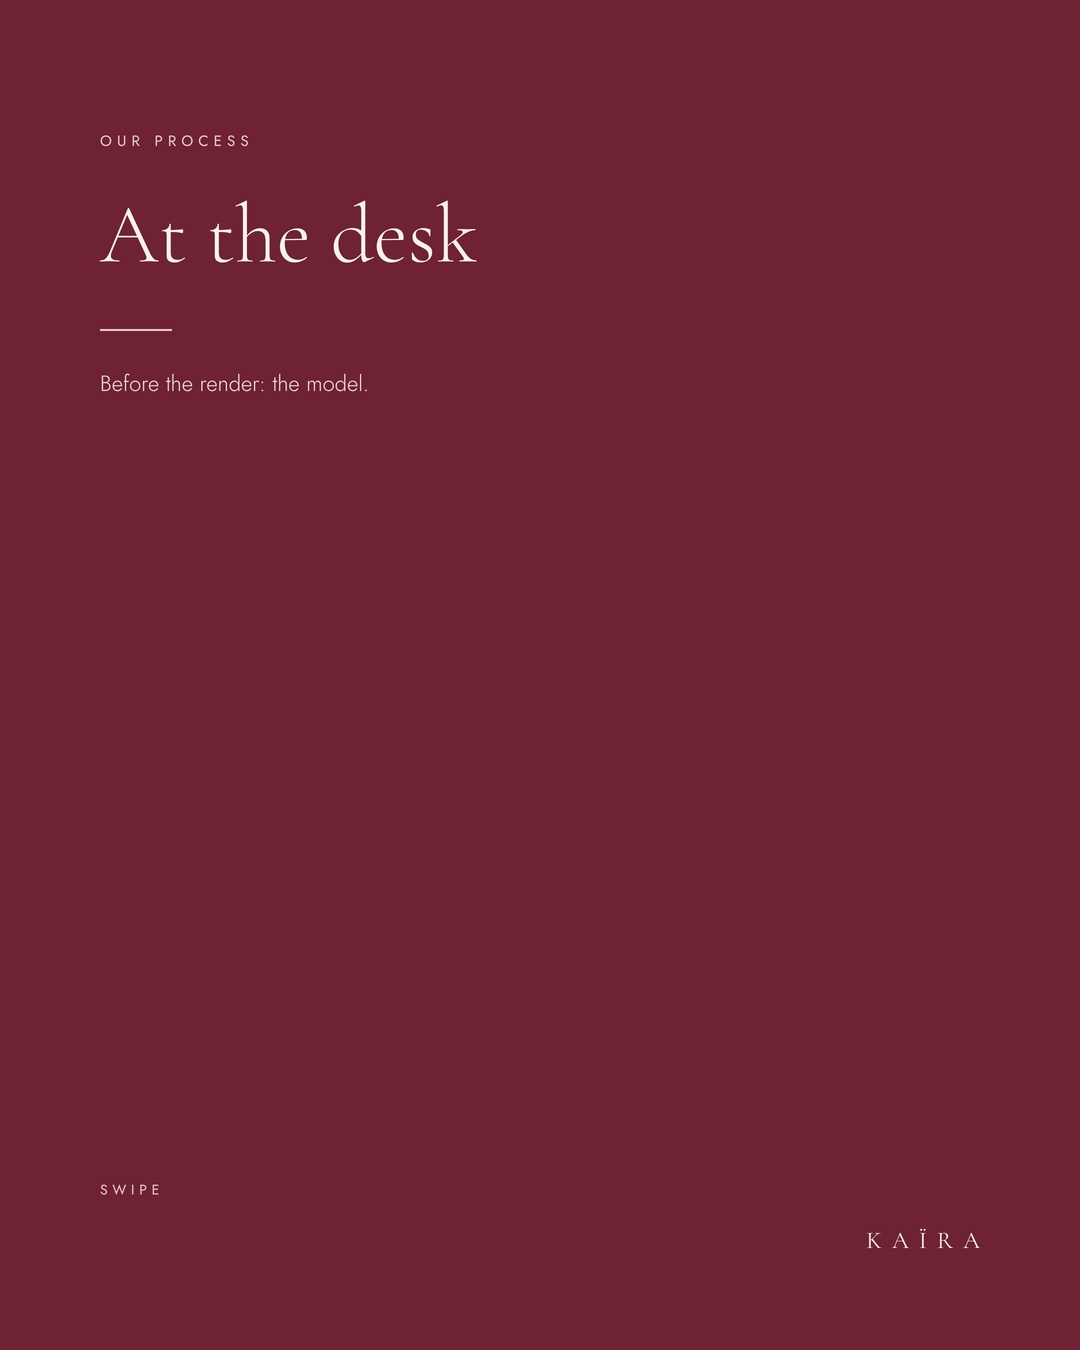 OUR PROCESS
At the desk
Before the render: the model.
SWIPE
KAÏRA